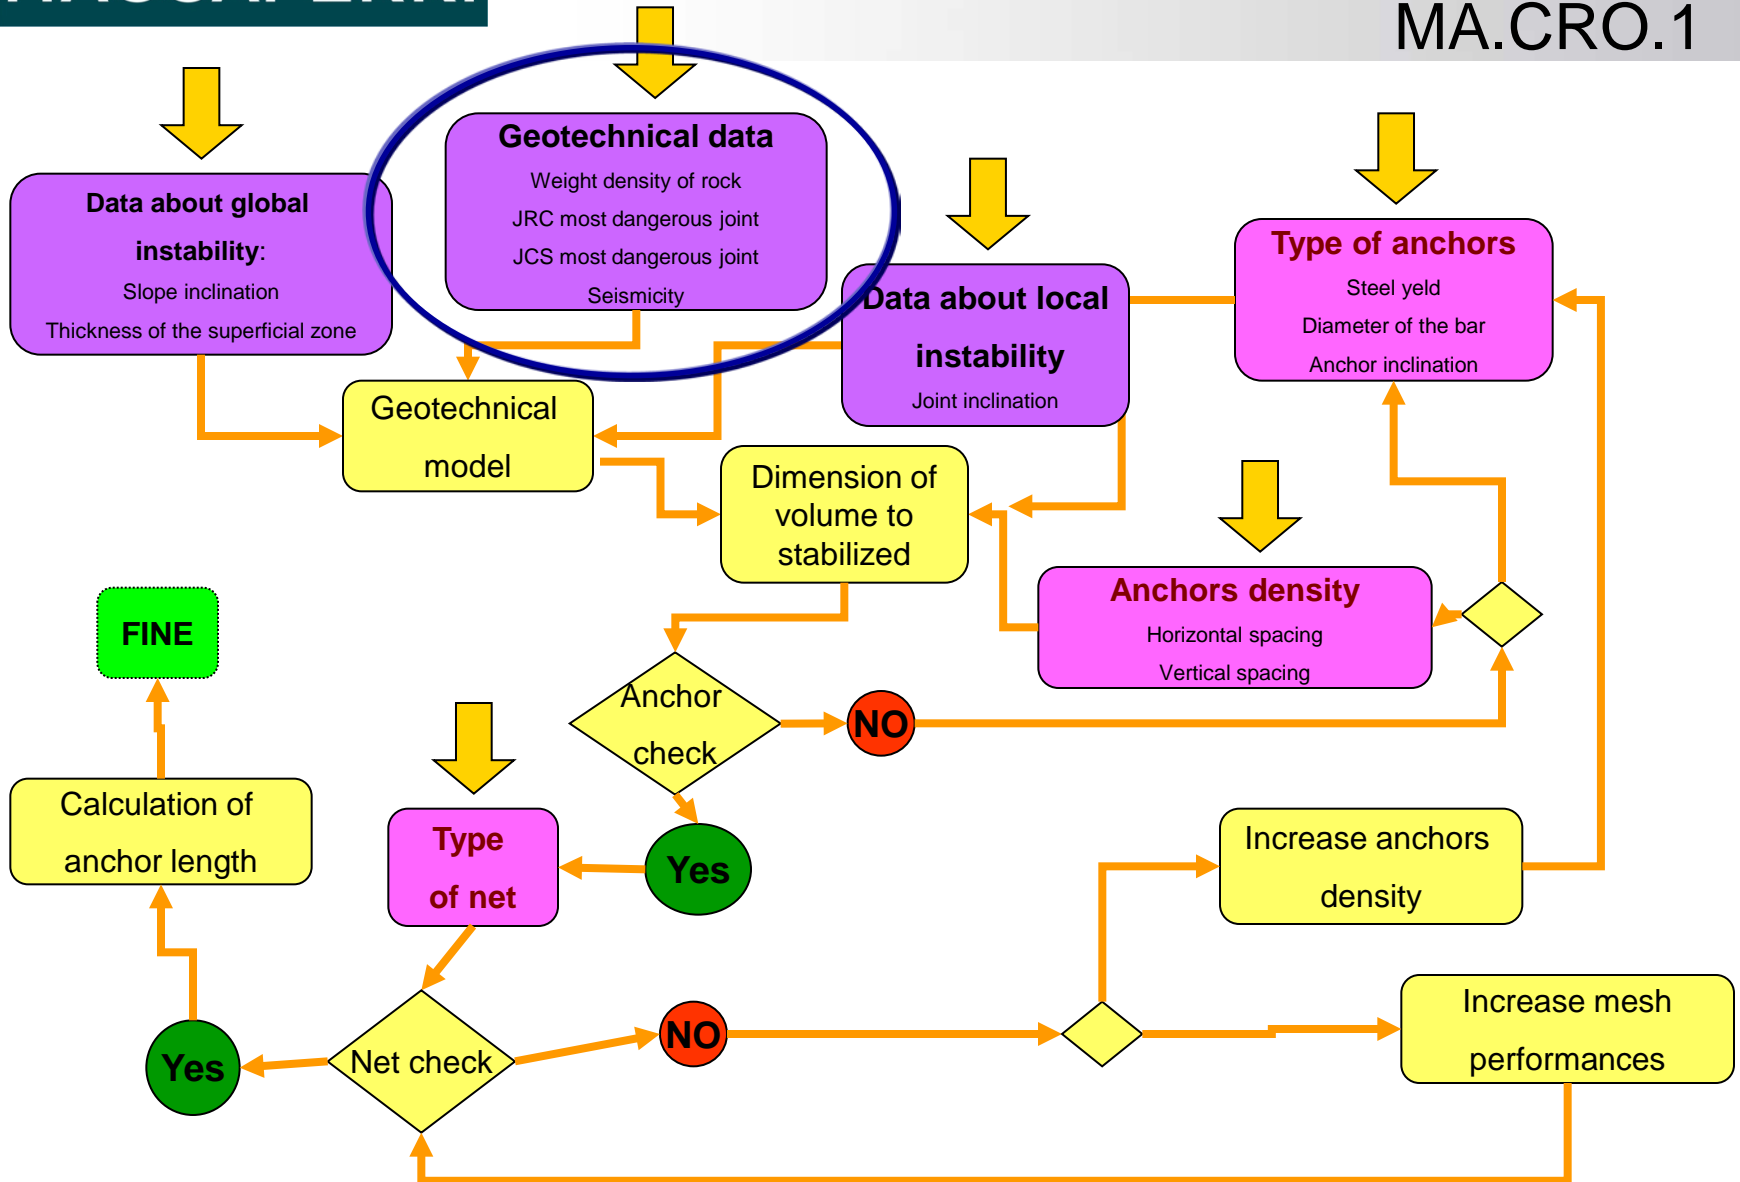 MA.CRO.1
Geotechnical data
Weight density of rock
JRC most dangerous joint
JCS most dangerous joint
Seismicity
Data about global
instability:
Slope inclination
Thickness of the superficial zone
Data about local
instability
Joint inclination
Type of anchors
Steel yeld
Diameter of the bar
Anchor inclination
Geotechnical
model
Dimension of
volume to
stabilized
Anchors density
Horizontal spacing
Vertical spacing
FINE
Anchor
check
NO
Calculation of
anchor length
Type
of net
Yes
Increase anchors
density
Net check
Yes
NO
Increase mesh
performances